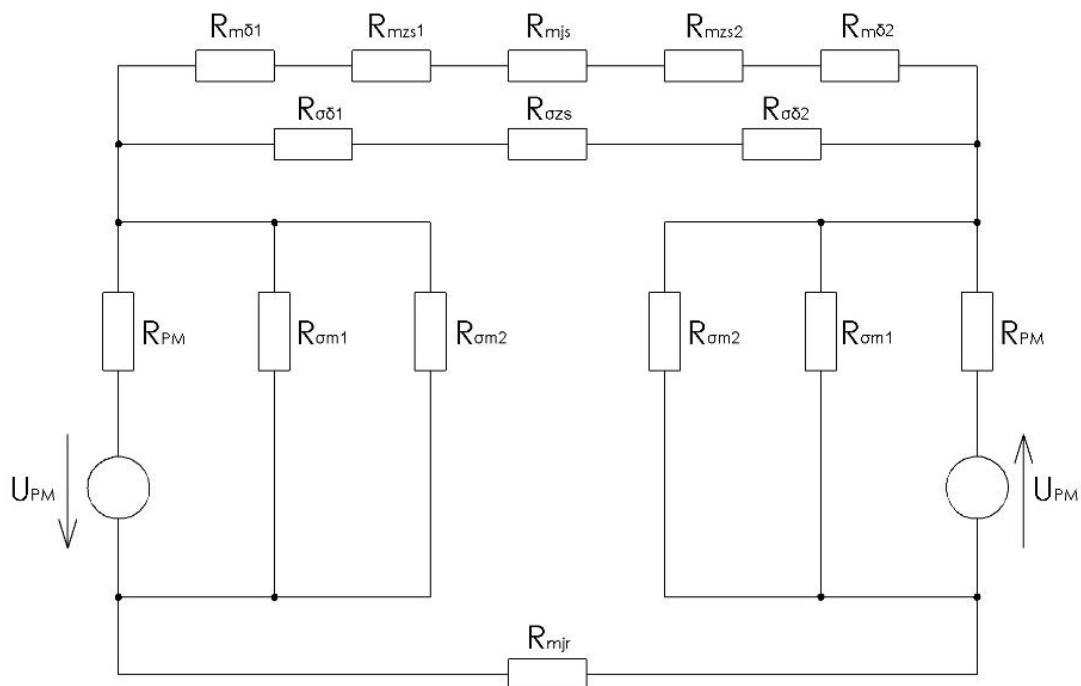 Rmδ1 Rmzs1 Rmjs Rmzs2 Rmδ2
Rσδ1 Rσzs Rσδ2
RPM Rσm1 Rσm2 Rσm2 Rσm1 RPM
UPM UPM
Rmjr